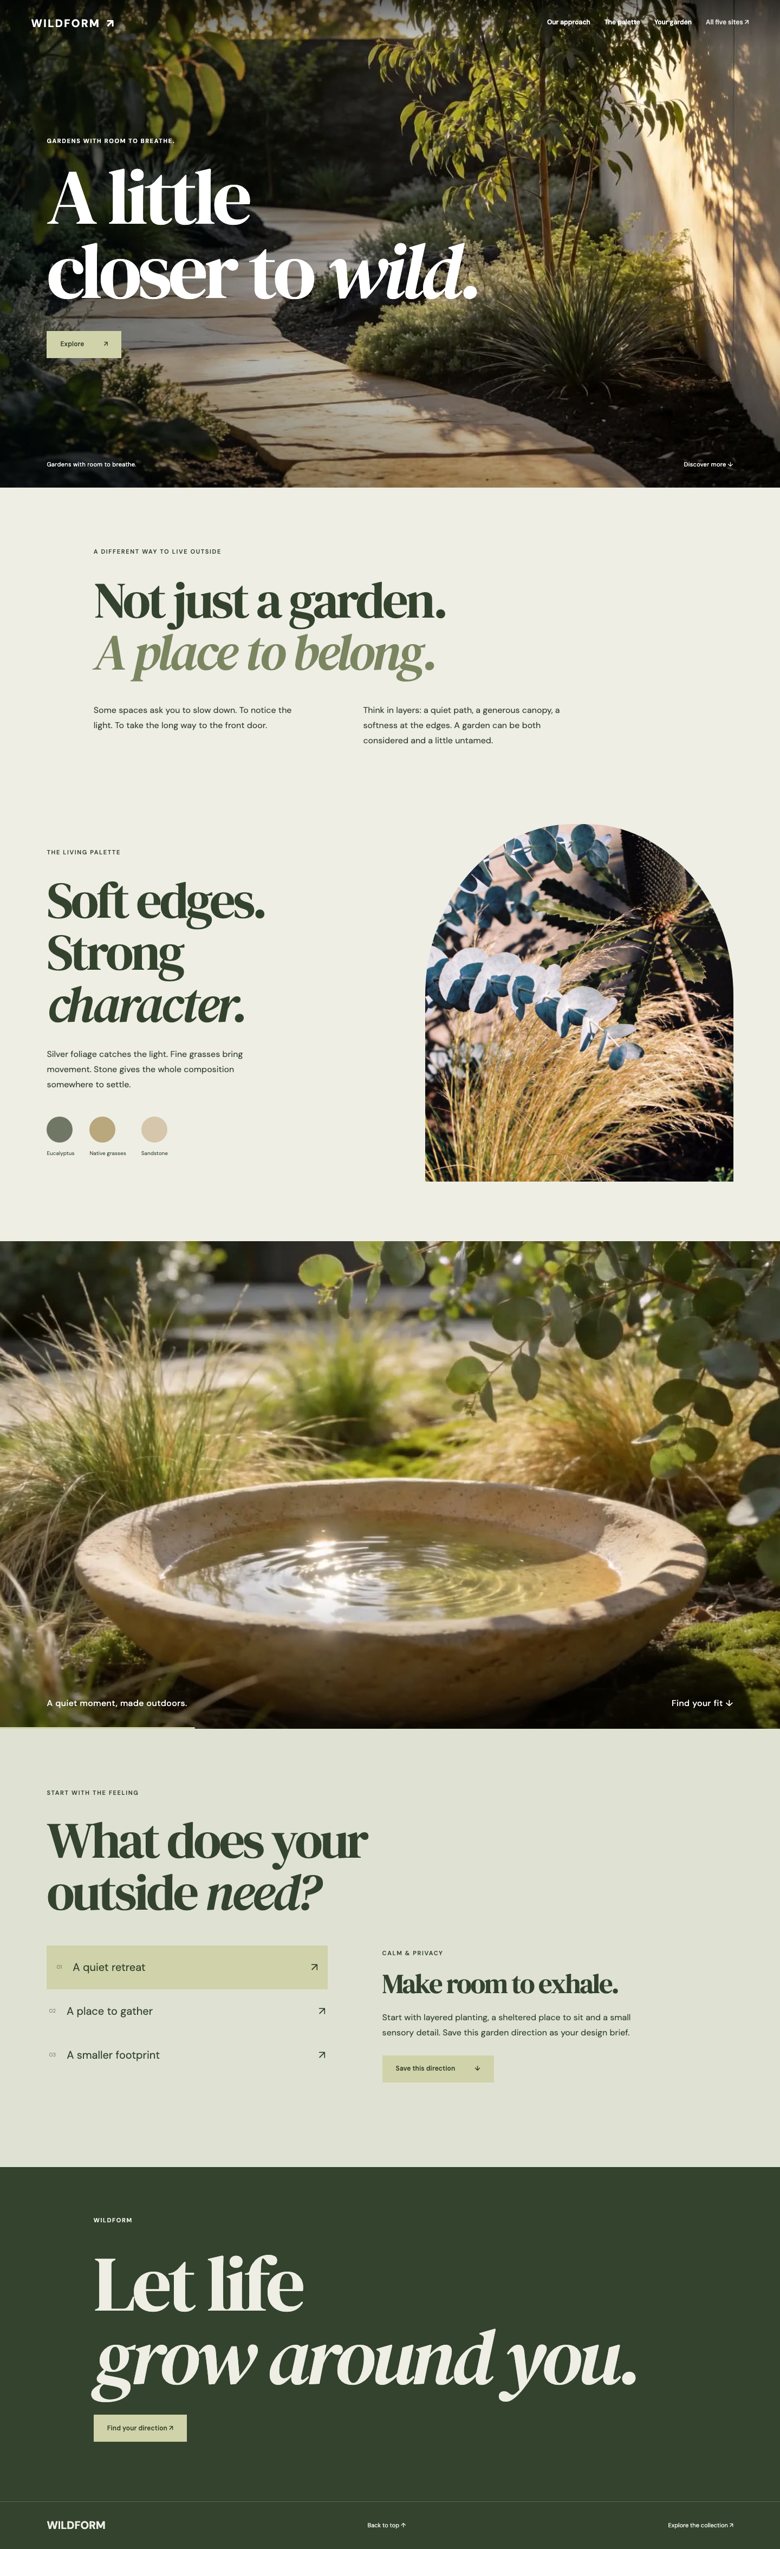 WILDFORM ↗
Our approach The palette Your garden All five sites ↗
GARDENS WITH ROOM TO BREATHE.
A little
closer to wild.
Explore ↗
Gardens with room to breathe.
Discover more ↓
A DIFFERENT WAY TO LIVE OUTSIDE
Not just a garden.
A place to belong.
Some spaces ask you to slow down. To notice the
light. To take the long way to the front door.
Think in layers: a quiet path, a generous canopy, a
softness at the edges. A garden can be both
considered and a little untamed.
THE LIVING PALETTE
Soft edges.
Strong
character.
Silver foliage catches the light. Fine grasses bring
movement. Stone gives the whole composition
somewhere to settle.
Eucalyptus Native grasses Sandstone
A quiet moment, made outdoors.
Find your fit ↓
START WITH THE FEELING
What does your
outside need?
01 A quiet retreat ↗
02 A place to gather ↗
03 A smaller footprint ↗
CALM & PRIVACY
Make room to exhale.
Start with layered planting, a sheltered place to sit and a small
sensory detail. Save this garden direction as your design brief.
Save this direction ↓
WILDFORM
Let life
grow around you.
Find your direction ↗
WILDFORM
Back to top ↑
Explore the collection ↗